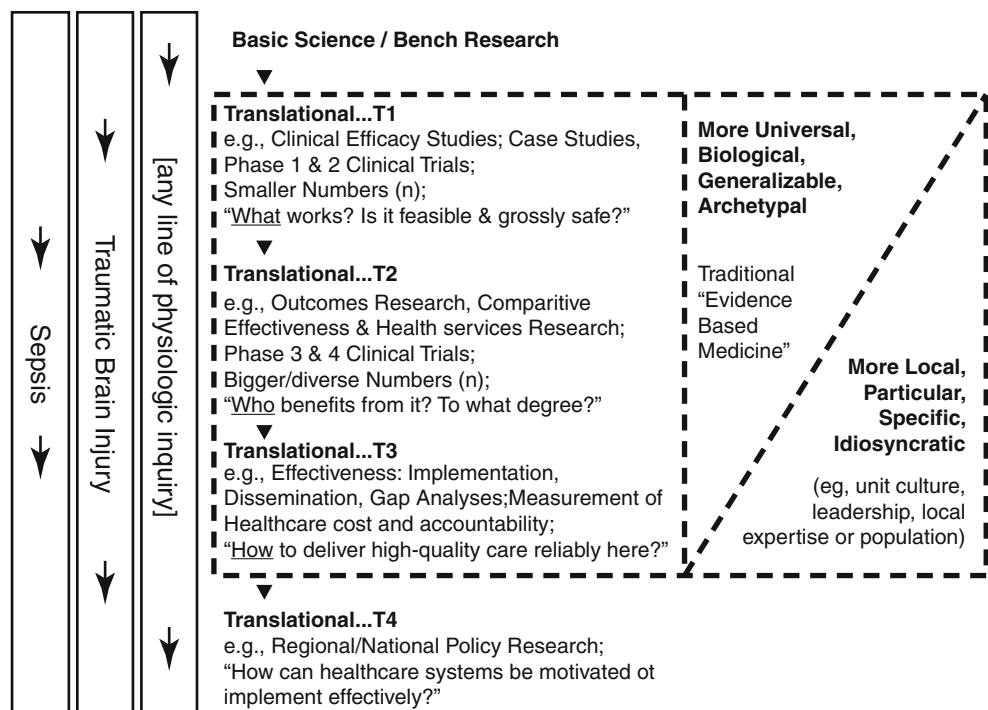 Sepsis
Traumatic Brain Injury
[any line of physiologic inquiry]
Basic Science / Bench Research
Translational...T1
e.g., Clinical Efficacy Studies; Case Studies,
Phase 1 & 2 Clinical Trials;
Smaller Numbers (n);
“What works? Is it feasible & grossly safe?”
Translational...T2
e.g., Outcomes Research, Comparitive
Effectiveness & Health services Research;
Phase 3 & 4 Clinical Trials;
Bigger/diverse Numbers (n);
“Who benefits from it? To what degree?”
Translational...T3
e.g., Effectiveness: Implementation,
Dissemination, Gap Analyses;Measurement of
Healthcare cost and accountability;
“How to deliver high-quality care reliably here?”
Translational...T4
e.g., Regional/National Policy Research;
“How can healthcare systems be motivated ot
implement effectively?”
More Universal,
Biological,
Generalizable,
Archetypal
Traditional
“Evidence
Based
Medicine”
More Local,
Particular,
Specific,
Idiosyncratic
(eg, unit culture,
leadership, local
expertise or population)